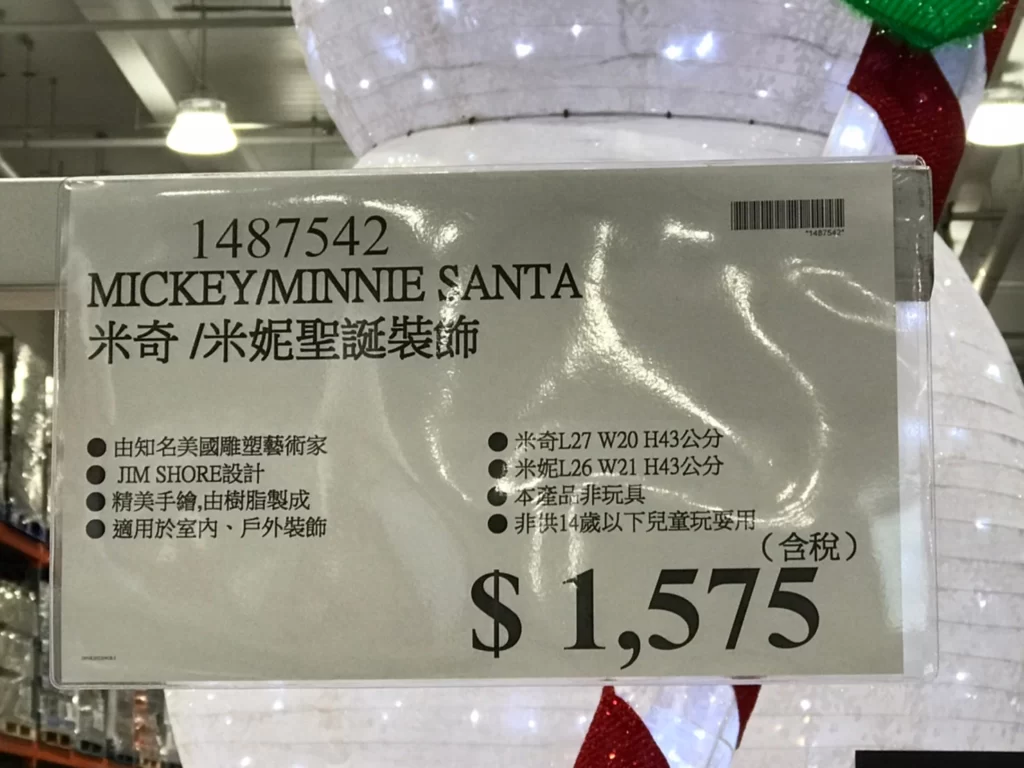 1487542
*1487542*
MICKEY/MINNIE SANTA
米奇 /米妮聖誕裝飾
● 由知名美國雕塑藝術家
● JIM SHORE設計
● 精美手繪,由樹脂製成
● 適用於室內、戶外裝飾
● 米奇L27 W20 H43公分
● 米妮L26 W21 H43公分
● 本產品非玩具
● 非供14歲以下兒童玩耍用
（含稅）
$ 1,575